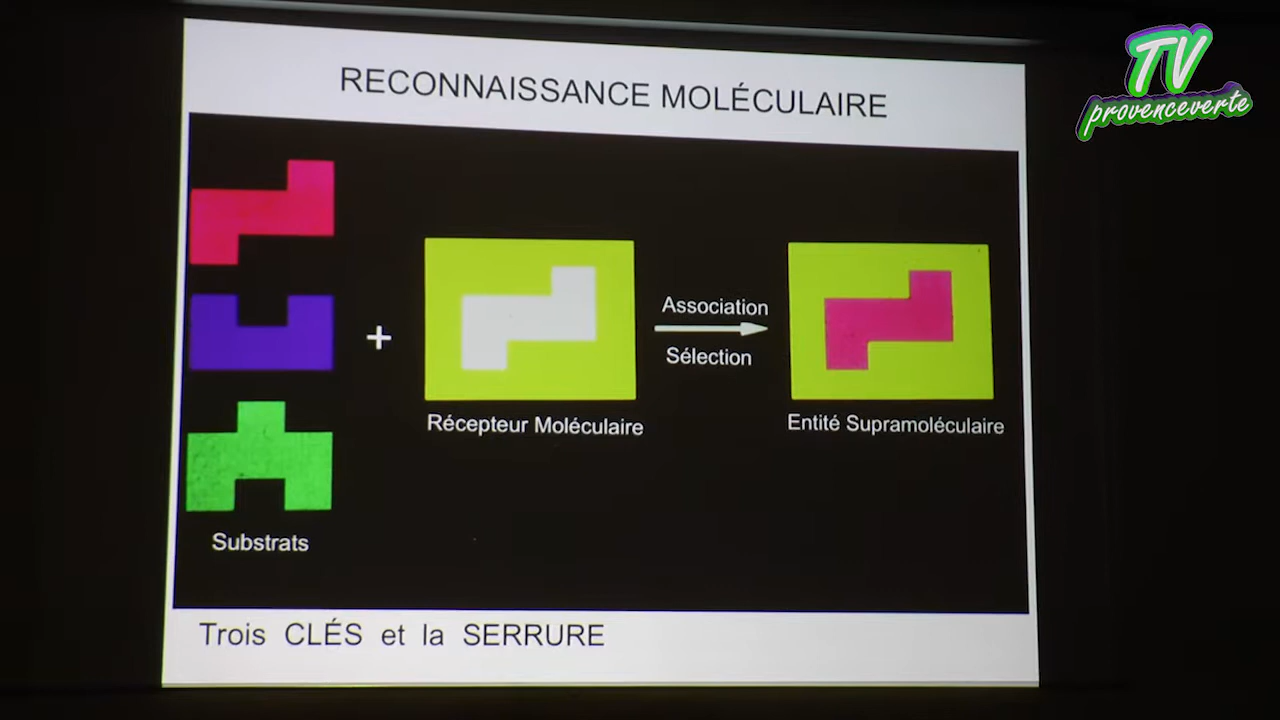 RECONNAISSANCE MOLÉCULAIRE
TV
provenceverte
+
Association
Sélection
Récepteur Moléculaire
Entité Supramoléculaire
Substrats
Trois CLÉS et la SERRURE